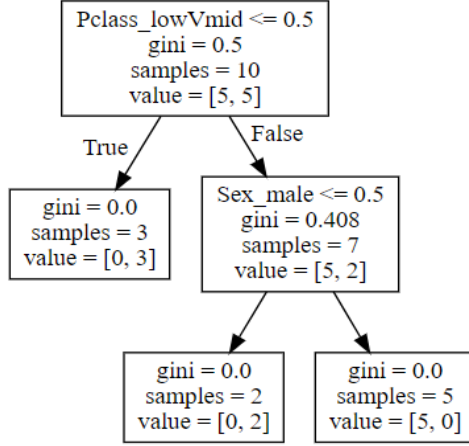 Pclass_lowVmid <= 0.5
gini = 0.5
samples = 10
value = [5, 5]
True
False
gini = 0.0
samples = 3
value = [0, 3]
Sex_male <= 0.5
gini = 0.408
samples = 7
value = [5, 2]
gini = 0.0
samples = 2
value = [0, 2]
gini = 0.0
samples = 5
value = [5, 0]